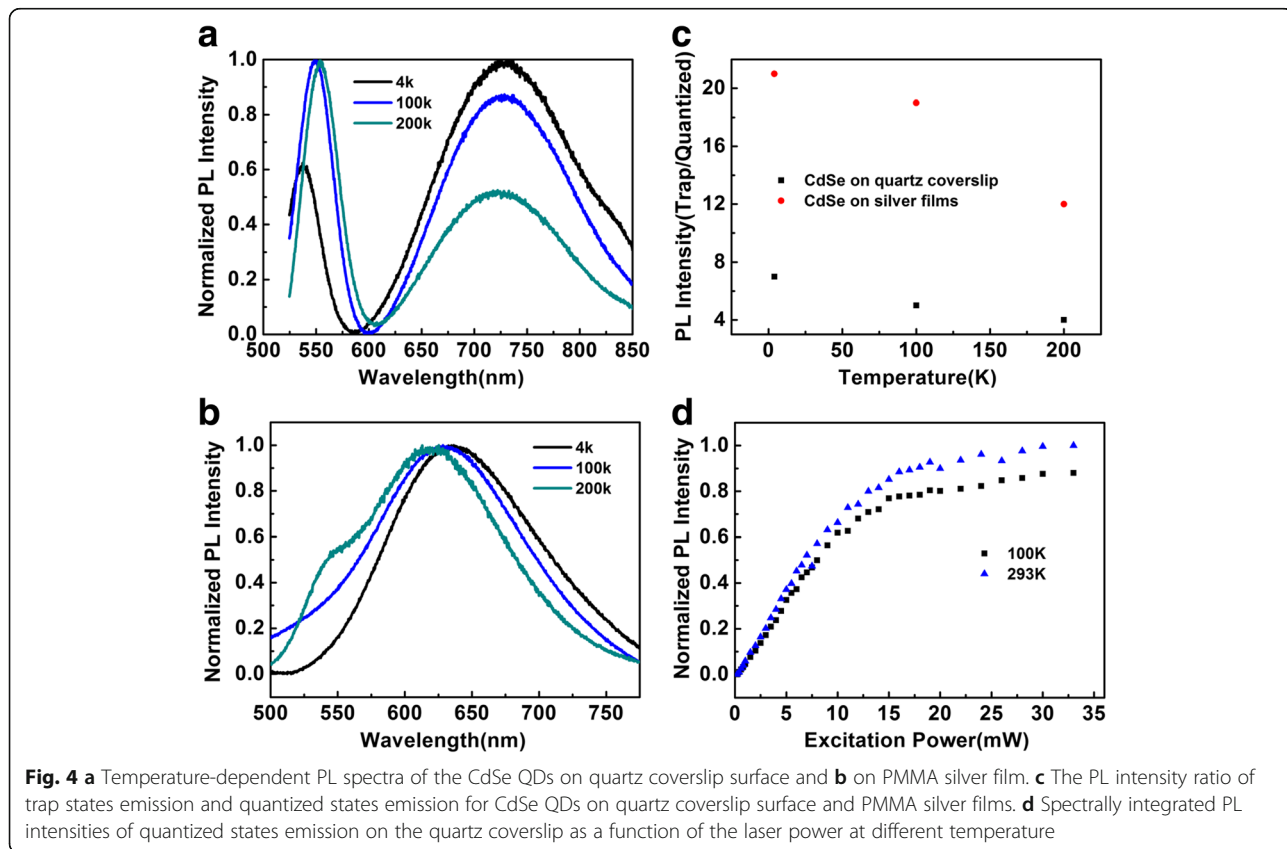 a
1.0
0.8
0.6
0.4
0.2
0.0
Normalized PL Intensity
4k
100k
200k
500 550 600 650 700 750 800 850
Wavelength(nm)
c
20
16
12
8
4
PL Intensity(Trap/Quantized)
CdSe on quartz coverslip
CdSe on silver films
0 50 100 150 200
Temperature(K)
b
1.0
0.8
0.6
0.4
0.2
0.0
Normalized PL Intensity
4k
100k
200k
500 550 600 650 700 750
Wavelength(nm)
d
1.0
0.8
0.6
0.4
0.2
0.0
Normalized PL Intensity
100K
293K
0 5 10 15 20 25 30 35
Excitation Power(mW)
Fig. 4 a Temperature-dependent PL spectra of the CdSe QDs on quartz coverslip surface and b on PMMA silver film. c The PL intensity ratio of
trap states emission and quantized states emission for CdSe QDs on quartz coverslip surface and PMMA silver films. d Spectrally integrated PL
intensities of quantized states emission on the quartz coverslip as a function of the laser power at different temperature